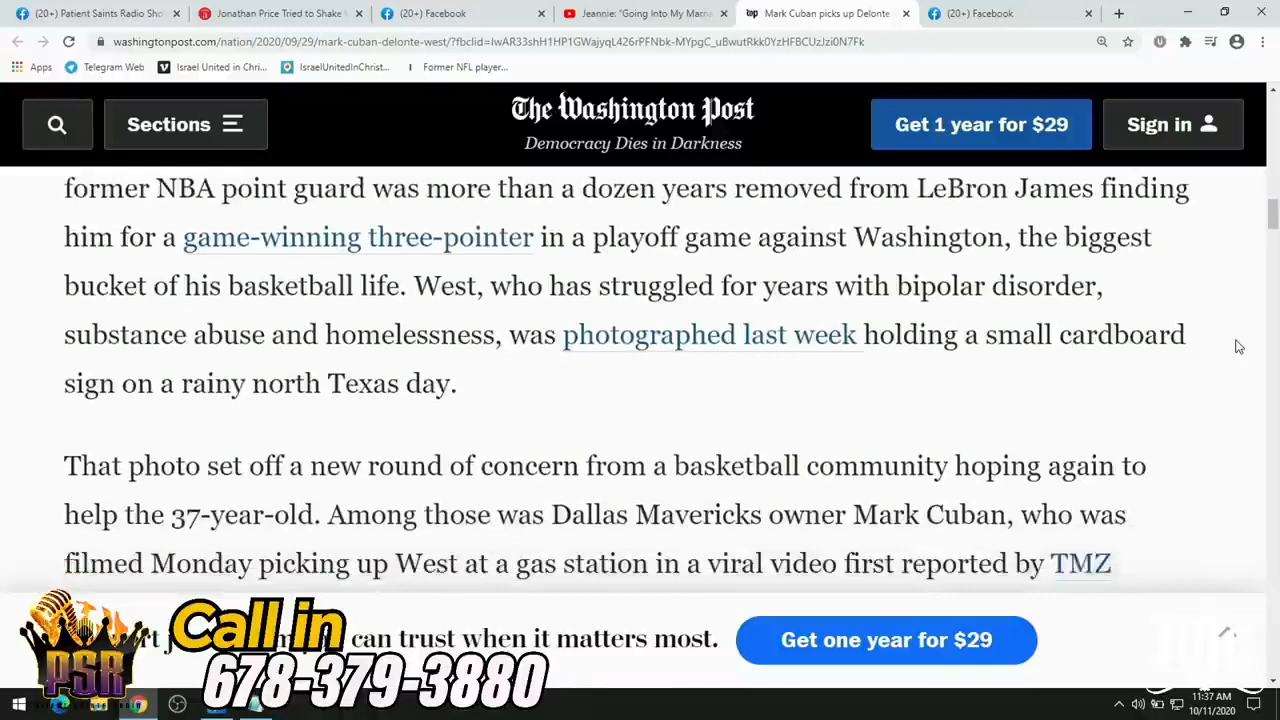 (20+) Patient Saints Radio Sho
Jonathan Price Tried to Shake
(20+) Facebook
Jeannie: "Going Into My Marria
Mark Cuban picks up Delonte
(20+) Facebook
washingtonpost.com/nation/2020/09/29/mark-cuban-delonte-west/?fbclid=IwAR33shH1HP1GWajyqL426rPFNbk-MYpgC_uBwutRkk0YzHFBCUzJzi0N7Fk
Apps
Telegram Web
Israel United in Chri...
IsraelUnitedInChrist...
Former NFL player...
Sections
The Washington Post
Democracy Dies in Darkness
Get 1 year for $29
Sign in
former NBA point guard was more than a dozen years removed from LeBron James finding
him for a game-winning three-pointer in a playoff game against Washington, the biggest
bucket of his basketball life. West, who has struggled for years with bipolar disorder,
substance abuse and homelessness, was photographed last week holding a small cardboard
sign on a rainy north Texas day.
That photo set off a new round of concern from a basketball community hoping again to
help the 37-year-old. Among those was Dallas Mavericks owner Mark Cuban, who was
filmed Monday picking up West at a gas station in a viral video first reported by TMZ
can trust when it matters most.
Get one year for $29
Call in
678-379-3880
PSR
11:37 AM
10/11/2020